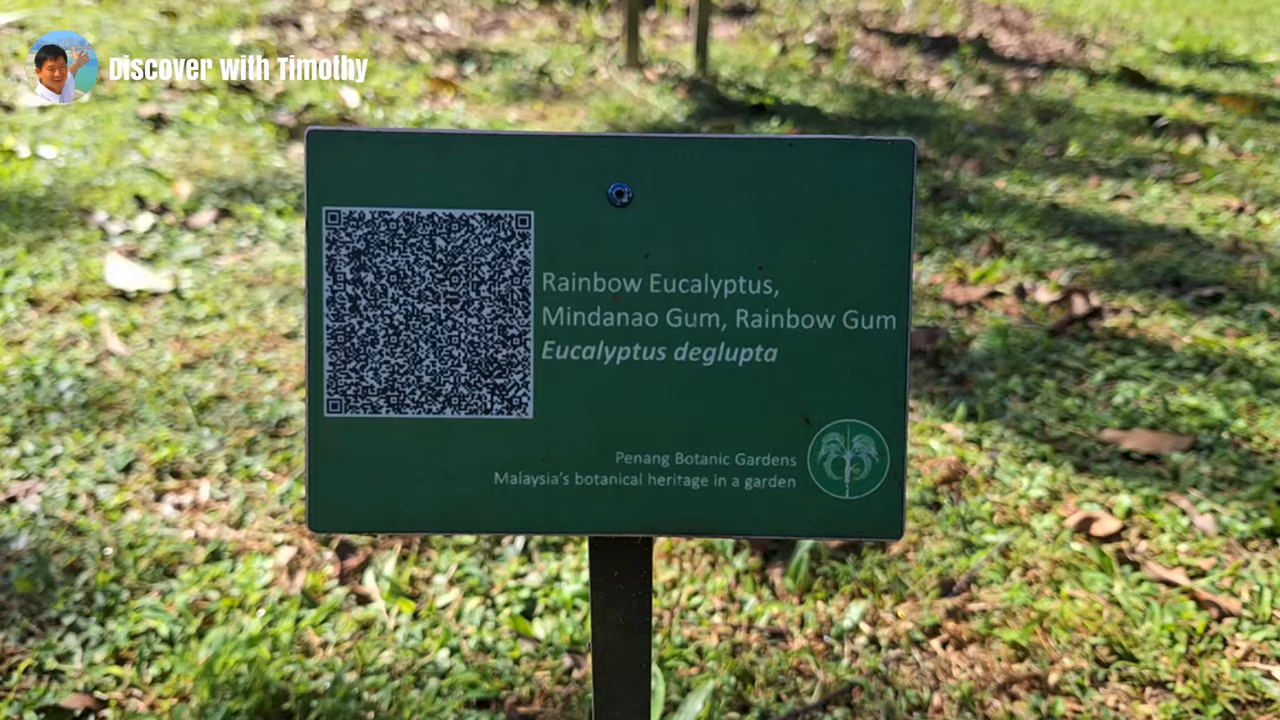 Discover with Timothy
Rainbow Eucalyptus,
Mindanao Gum, Rainbow Gum
Eucalyptus deglupta
Penang Botanic Gardens
Malaysia's botanical heritage in a garden